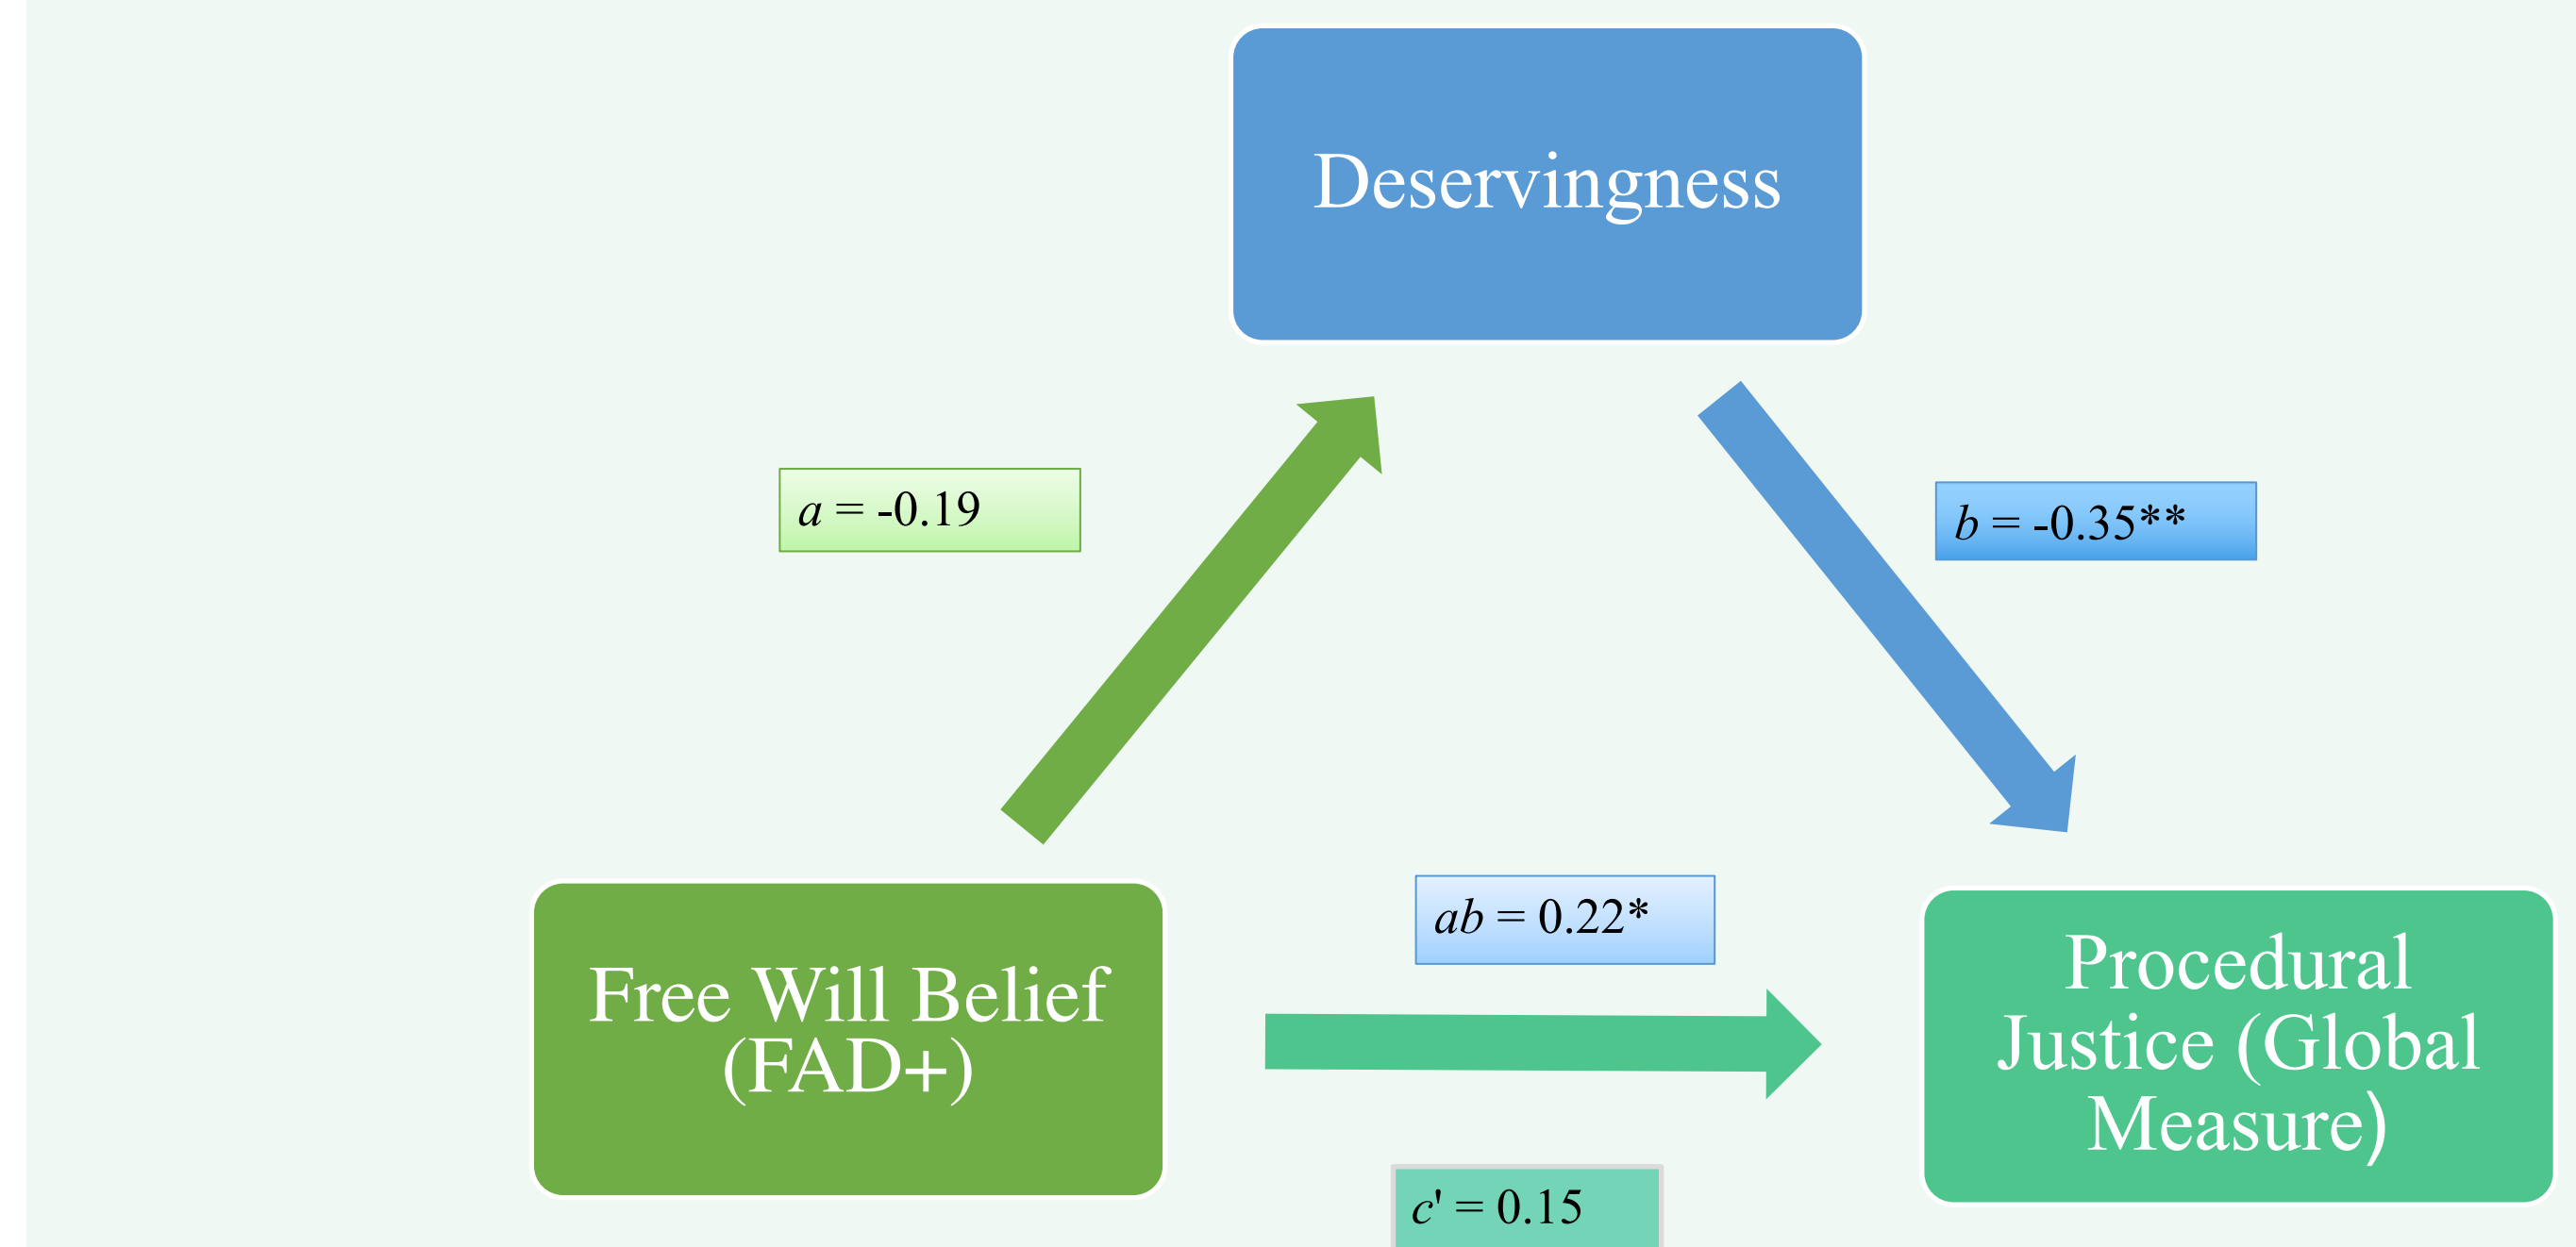 Deservingness
a = -0.19
b = -0.35**
ab = 0.22*
Free Will Belief
(FAD+)
Procedural
Justice (Global
Measure)
c' = 0.15